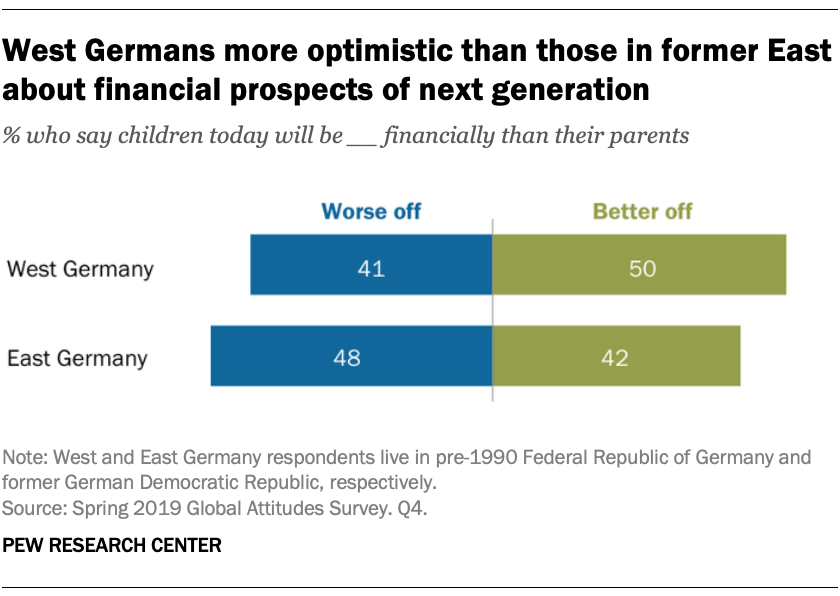 West Germans more optimistic than those in former East
about financial prospects of next generation
% who say children today will be __ financially than their parents
Worse off Better off
West Germany 41 50
East Germany 48 42
Note: West and East Germany respondents live in pre-1990 Federal Republic of Germany and
former German Democratic Republic, respectively.
Source: Spring 2019 Global Attitudes Survey. Q4.
PEW RESEARCH CENTER